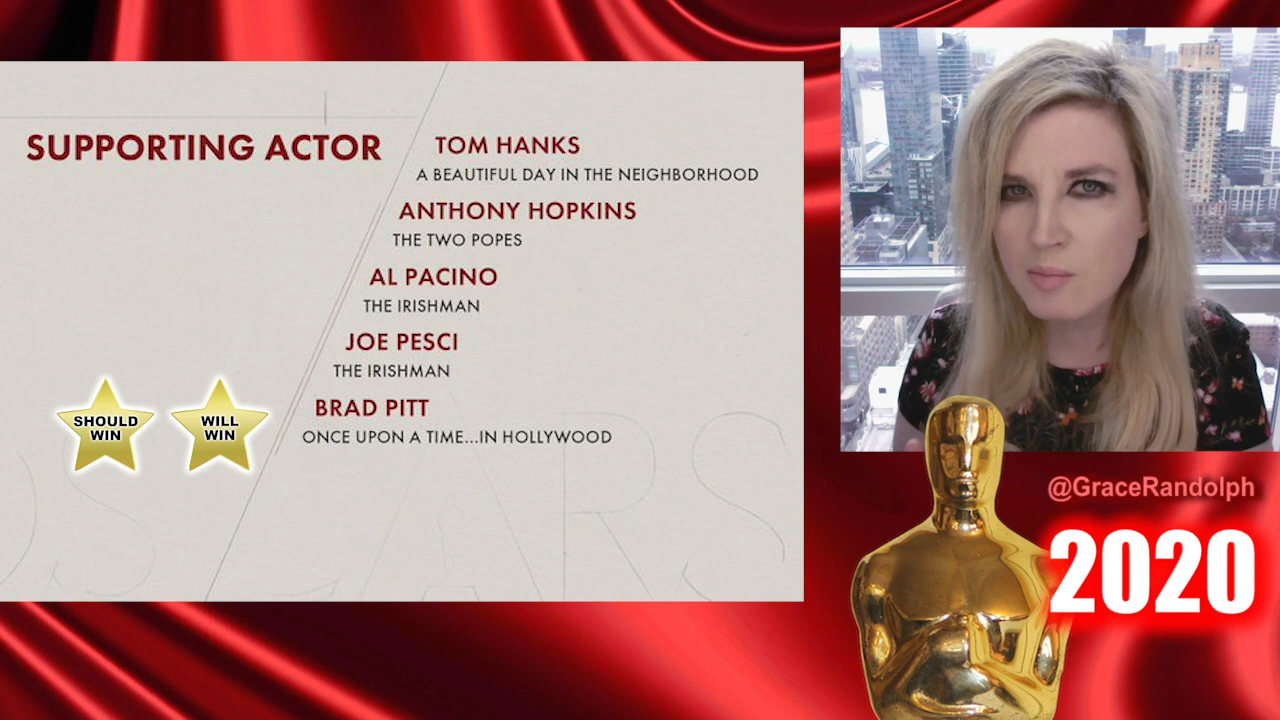 SUPPORTING ACTOR
TOM HANKS
A BEAUTIFUL DAY IN THE NEIGHBORHOOD
ANTHONY HOPKINS
THE TWO POPES
AL PACINO
THE IRISHMAN
JOE PESCI
THE IRISHMAN
BRAD PITT
ONCE UPON A TIME...IN HOLLYWOOD
SHOULD
WIN
WILL
WIN
OSCARS
@GraceRandolph
2020